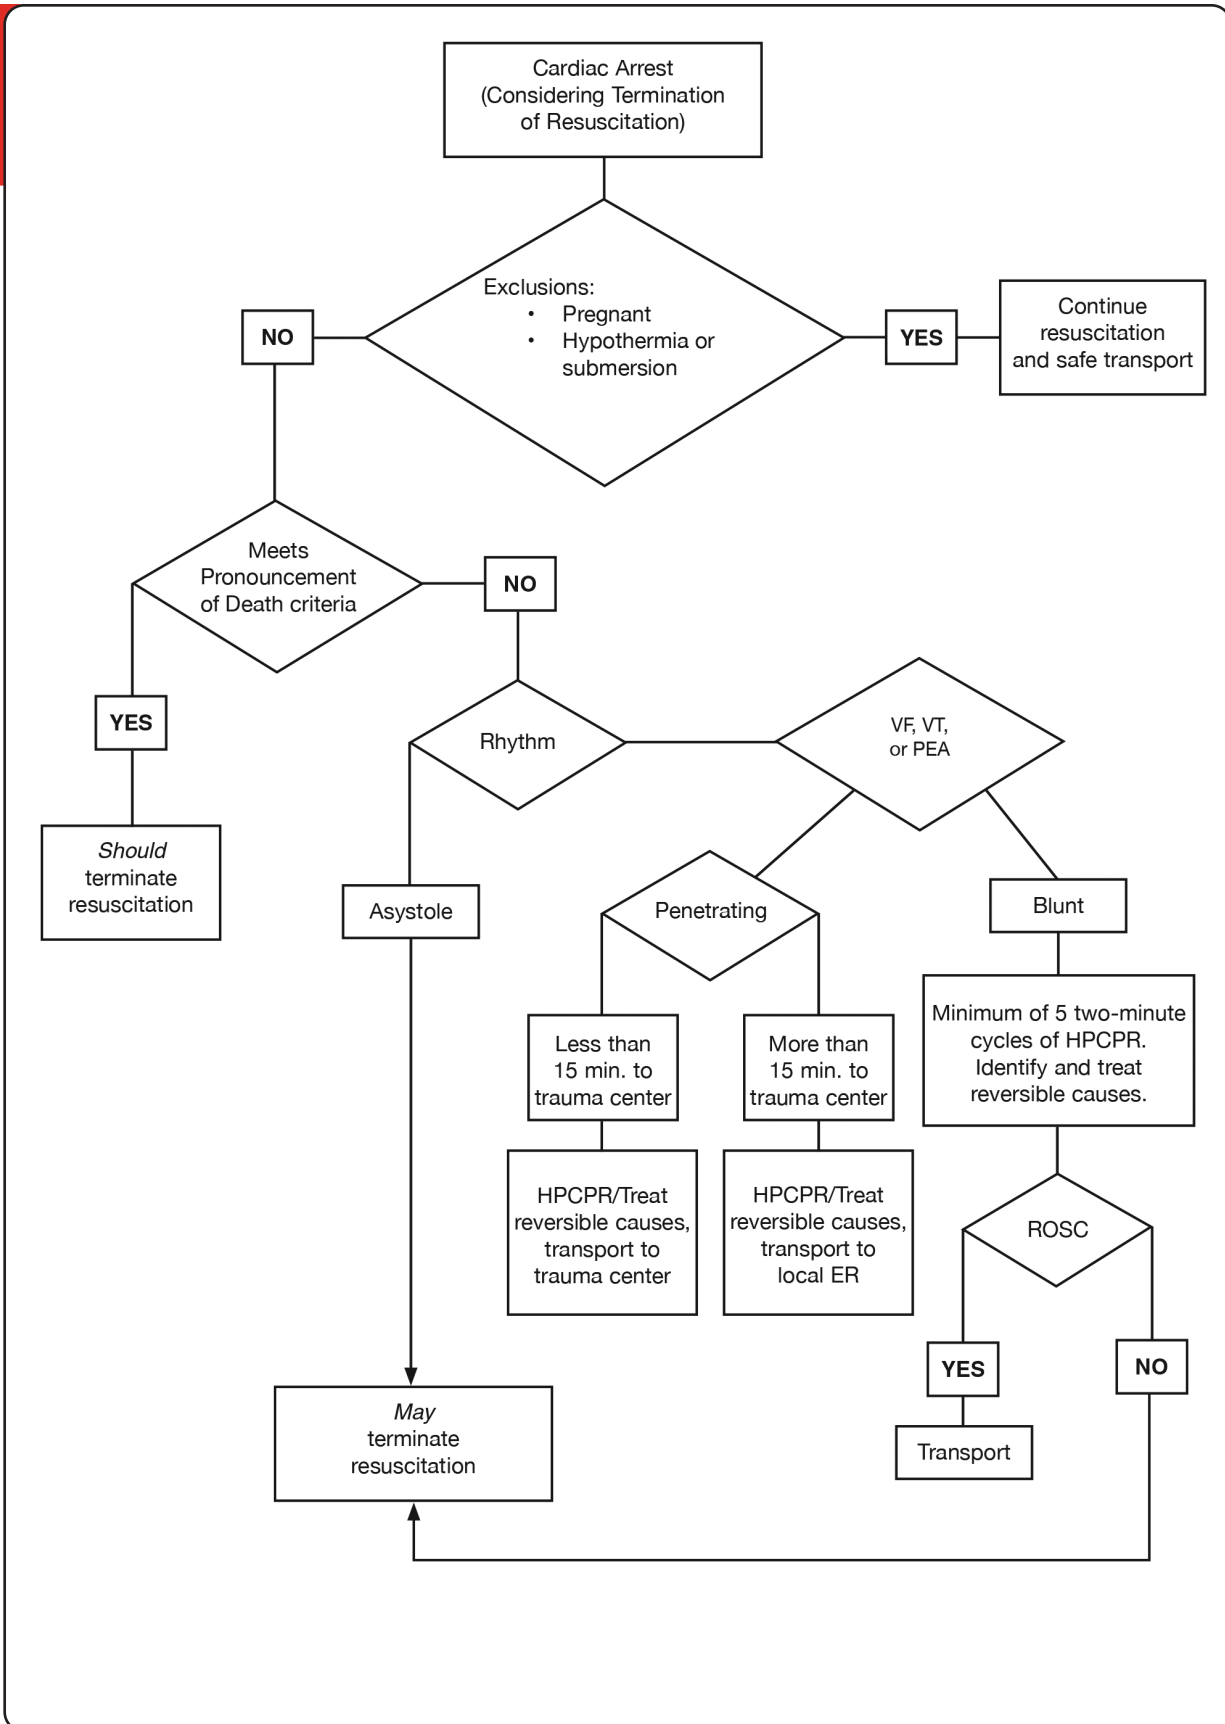 Cardiac Arrest
(Considering Termination
of Resuscitation)
Exclusions:
• Pregnant
• Hypothermia or
submersion
NO
YES
Continue
resuscitation
and safe transport
Meets
Pronouncement
of Death criteria
NO
YES
Should
terminate
resuscitation
Rhythm
VF, VT,
or PEA
Asystole
Penetrating
Blunt
Less than
15 min. to
trauma center
More than
15 min. to
trauma center
Minimum of 5 two-minute
cycles of HPCPR.
Identify and treat
reversible causes.
HPCPR/Treat
reversible causes,
transport to
trauma center
HPCPR/Treat
reversible causes,
transport to
local ER
ROSC
YES
NO
Transport
May
terminate
resuscitation